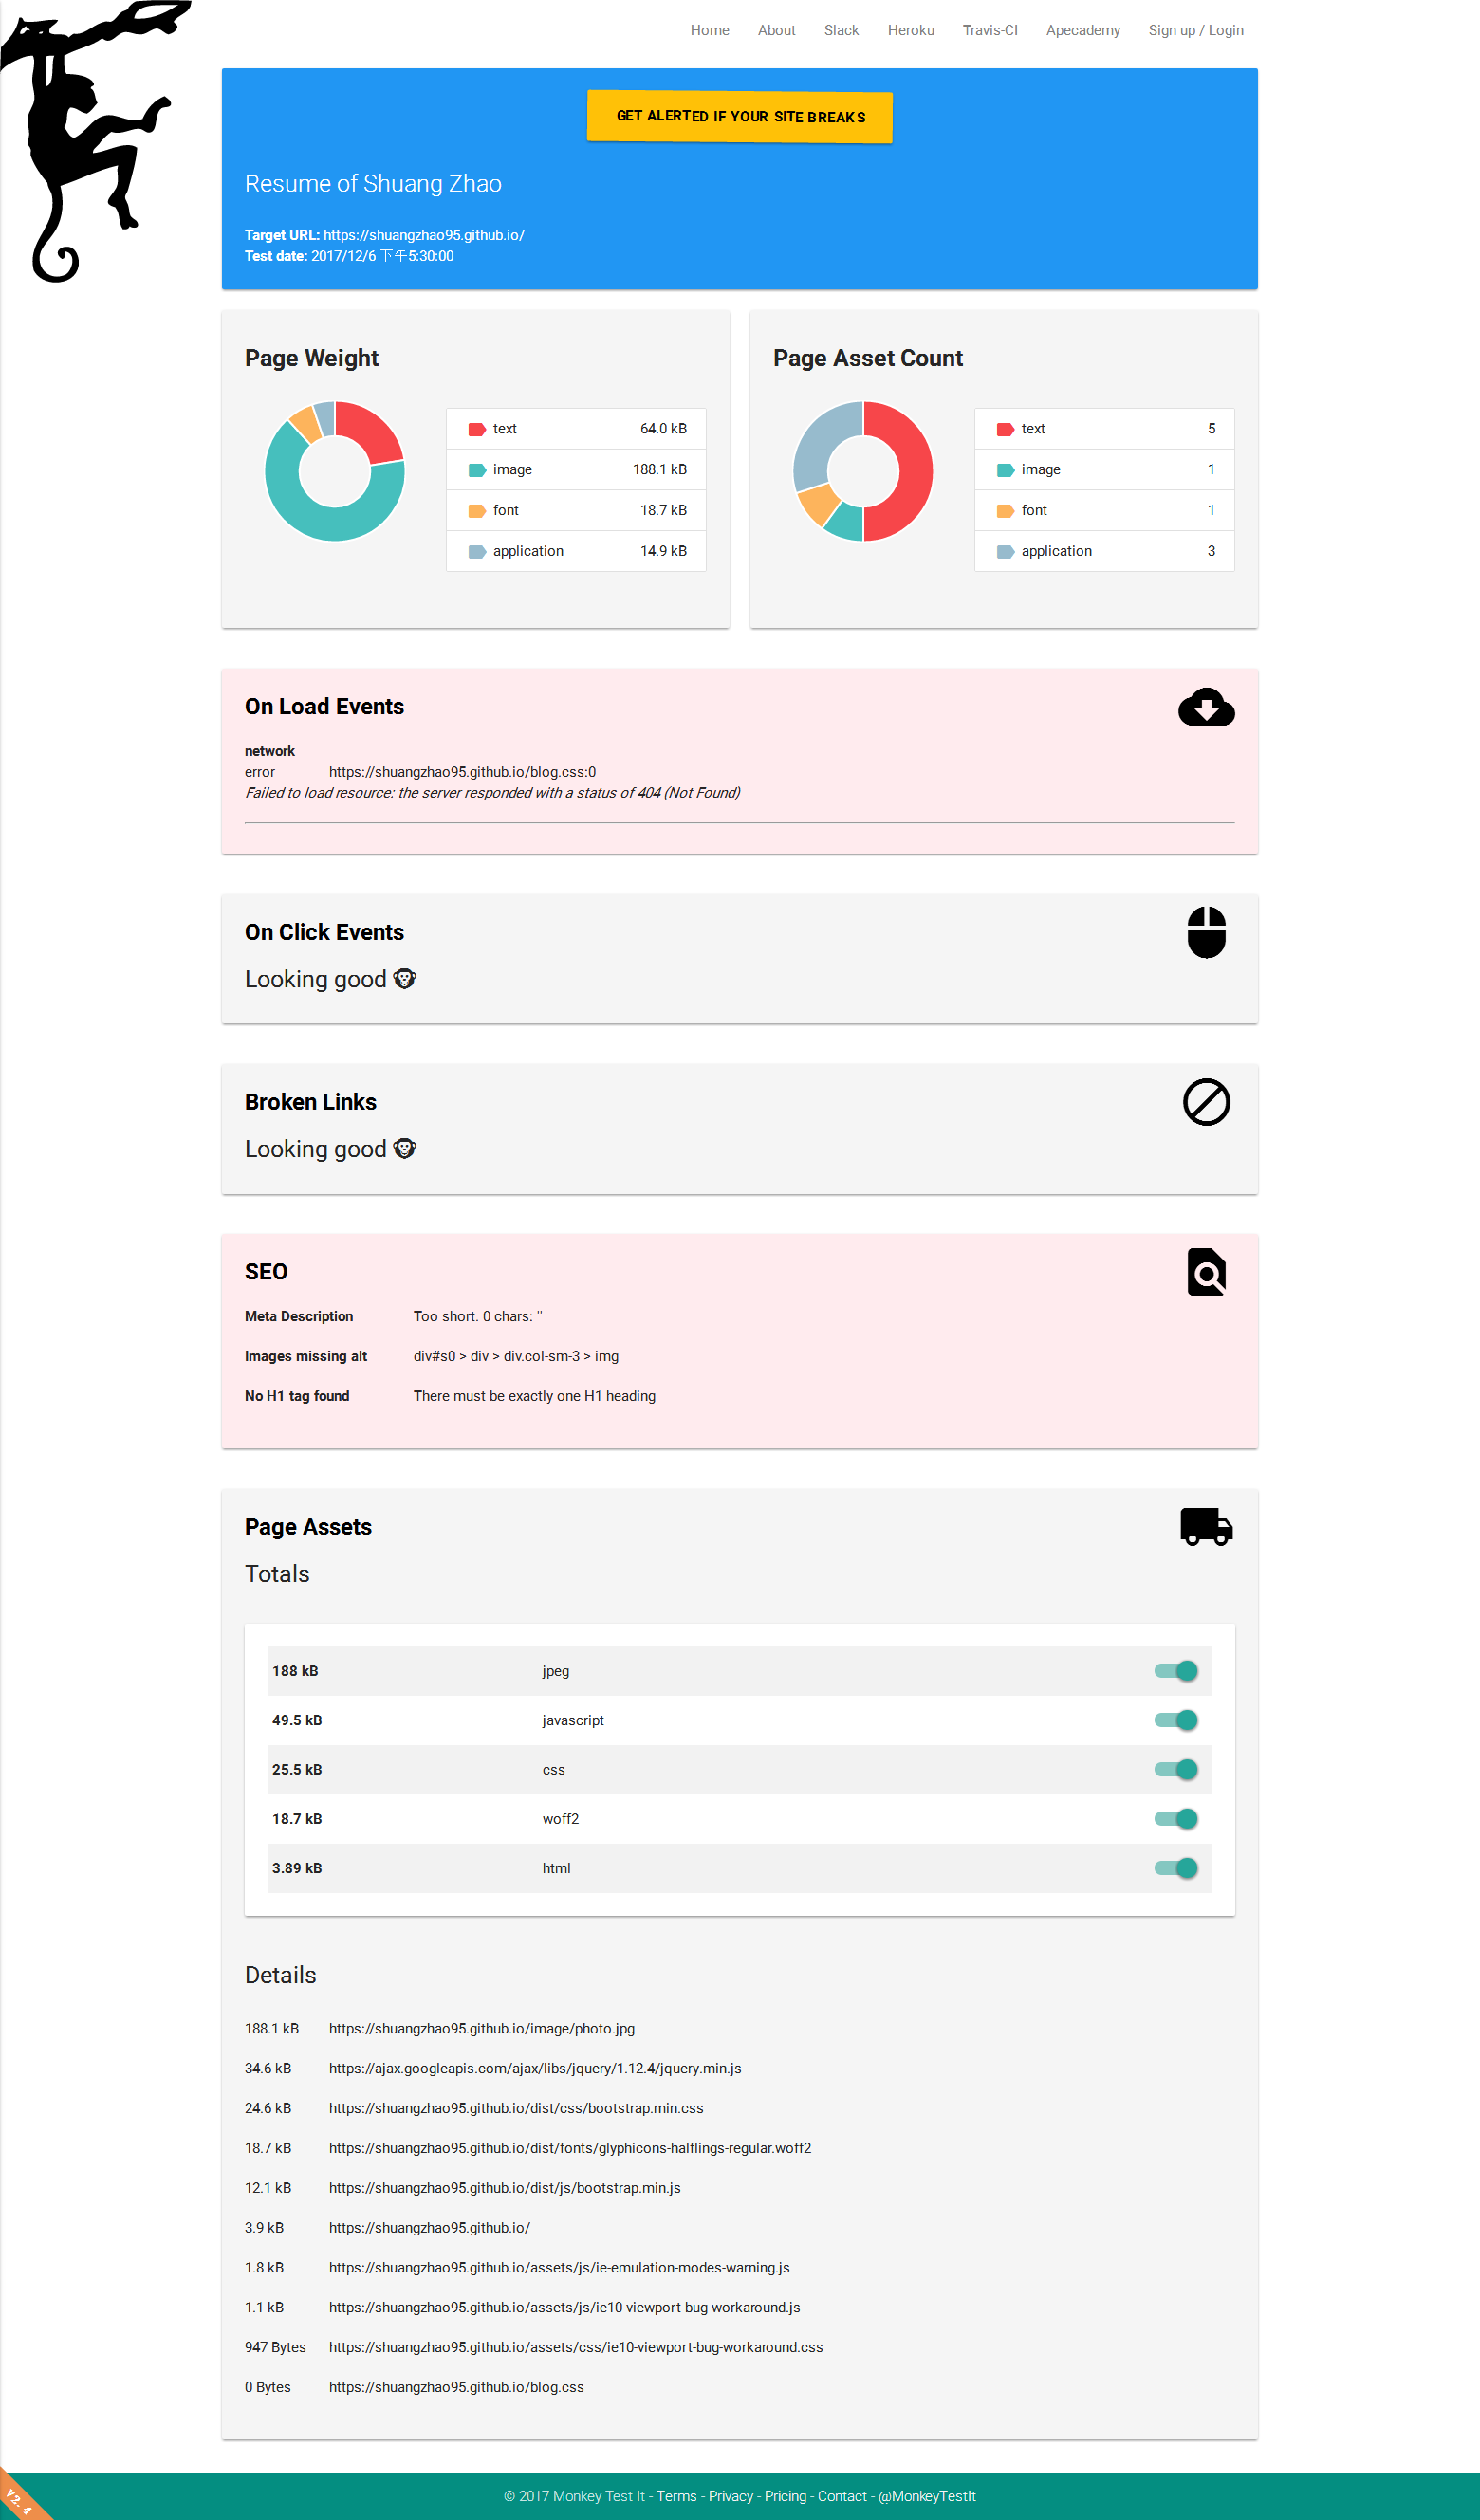 Home About Slack Heroku Travis-CI Apecademy Sign up / Login
GET ALERTED IF YOUR SITE BREAKS
Resume of Shuang Zhao
Target URL: https://shuangzhao95.github.io/
Test date: 2017/12/6 下午5:30:00
Page Weight
text 64.0 kB
image 188.1 kB
font 18.7 kB
application 14.9 kB
Page Asset Count
text 5
image 1
font 1
application 3
On Load Events
network
error https://shuangzhao95.github.io/blog.css:0
Failed to load resource: the server responded with a status of 404 (Not Found)
On Click Events
Looking good 🐵
Broken Links
Looking good 🐵
SEO
Meta Description Too short. 0 chars: ''
Images missing alt div#s0 > div > div.col-sm-3 > img
No H1 tag found There must be exactly one H1 heading
Page Assets
Totals
188 kB jpeg
49.5 kB javascript
25.5 kB css
18.7 kB woff2
3.89 kB html
Details
188.1 kB https://shuangzhao95.github.io/image/photo.jpg
34.6 kB https://ajax.googleapis.com/ajax/libs/jquery/1.12.4/jquery.min.js
24.6 kB https://shuangzhao95.github.io/dist/css/bootstrap.min.css
18.7 kB https://shuangzhao95.github.io/dist/fonts/glyphicons-halflings-regular.woff2
12.1 kB https://shuangzhao95.github.io/dist/js/bootstrap.min.js
3.9 kB https://shuangzhao95.github.io/
1.8 kB https://shuangzhao95.github.io/assets/js/ie-emulation-modes-warning.js
1.1 kB https://shuangzhao95.github.io/assets/js/ie10-viewport-bug-workaround.js
947 Bytes https://shuangzhao95.github.io/assets/css/ie10-viewport-bug-workaround.css
0 Bytes https://shuangzhao95.github.io/blog.css
v2.4
© 2017 Monkey Test It - Terms - Privacy - Pricing - Contact - @MonkeyTestIt